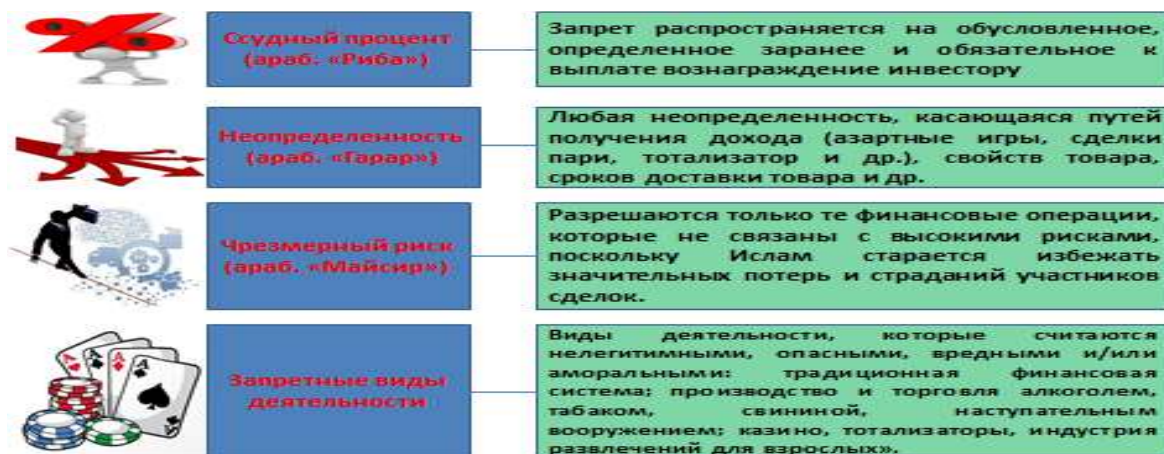 Ссудный процент
(араб. «Риба»)
Запрет распространяется на обусловленное,
определенное заранее и обязательное к
выплате вознаграждение инвестору
Неопределенность
(араб. «Гарар»)
Любая неопределенность, касающаяся путей
получения дохода (азартные игры, сделки
пари, тотализатор и др.), свойств товара,
сроков доставки товара и др.
Чрезмерный риск
(араб. «Майсир»)
Разрешаются только те финансовые операции,
которые не связаны с высокими рисками,
поскольку Ислам старается избежать
значительных потерь и страданий участников
сделок.
Запретные виды
деятельности
Виды деятельности, которые считаются
нелегитимными, опасными, вредными и/или
аморальными: традиционная финансовая
система; производство и торговля алкоголем,
табаком, свининой, наступательным
вооружением; казино, тотализаторы, индустрия
развлечений для взрослых».